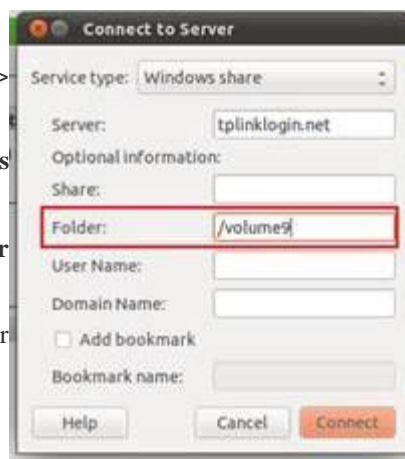 Connect to Server
> Service type: Windows share
Server: tplinklogin.net
s Optional information:
Share:
Folder: /volume9
r User Name:
Domain Name:
r Add bookmark
Bookmark name:
Help Cancel Connect